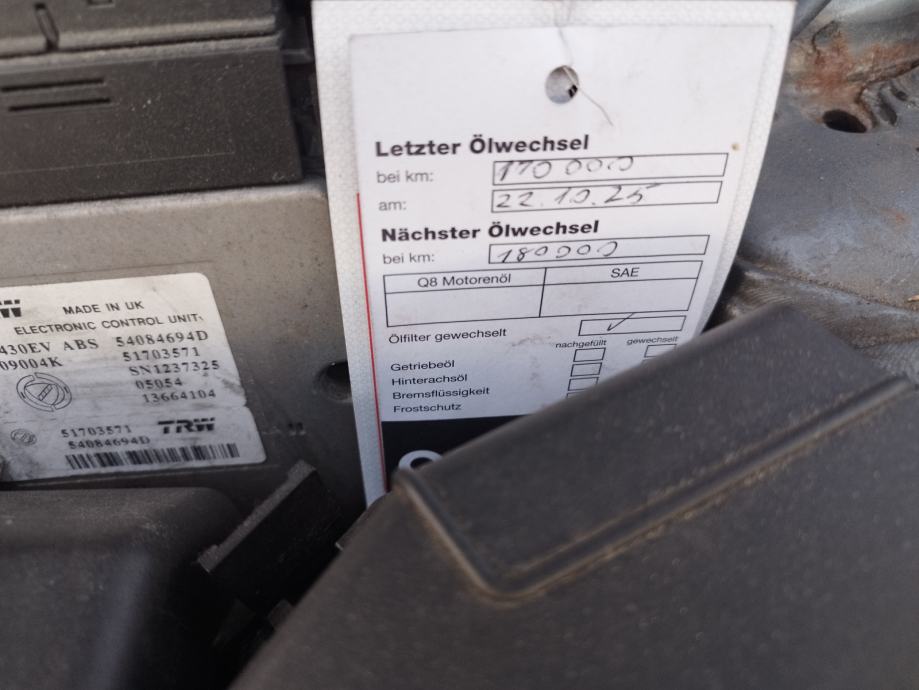 Letzter Ölwechsel
bei km: 170 000
am: 22.10.25
Nächster Ölwechsel
bei km: 180000
Q8 Motorenöl SAE
Ölfilter gewechselt ✓
nachgefüllt gewechselt
Getriebeöl
Hinterachsöl
Bremsflüssigkeit
Frostschutz
MADE IN UK
ELECTRONIC CONTROL UNIT
430EV ABS 54084694D
09004K 51703571
SN1237325
05054
13664104
51703571 TRW
54084694D